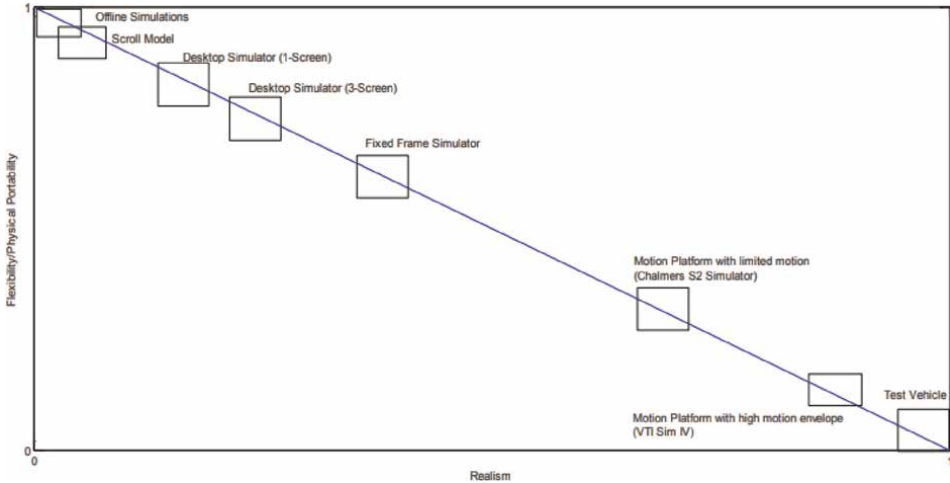 1
Offline Simulations
Scroll Model
Desktop Simulator (1-Screen)
Desktop Simulator (3-Screen)
Fixed Frame Simulator
Flexibility/Physical Portability
Motion Platform with limited motion
(Chalmers S2 Simulator)
Test Vehicle
Motion Platform with high motion envelope
(VTI Sim IV)
0
0
1
Realism